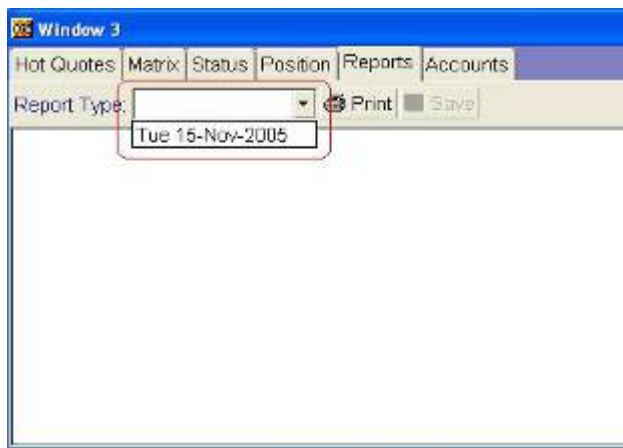 Window 3
Hot Quotes Matrix Status Position Reports Accounts
Report Type: Print Save
Tue 15-Nov-2005